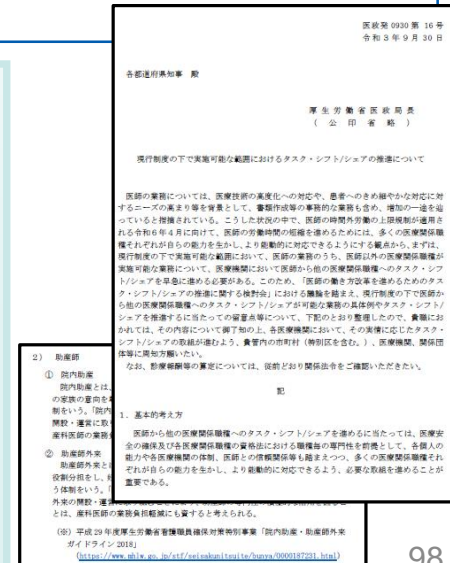 医政発 0930 第 16 号
令和3年9月30日
各都道府県知事 殿
厚生労働省医政局長
(公印省略)
現行制度の下で実施可能な範囲におけるタスク・シフト/シェアの推進について
医師の業務については、医療技術の高度化への対応や、患者へのきめ細やかな対応に対
するニーズの高まり等を背景として、書類作成等の事務的な業務も含め、増加の一途を辿
っていると指摘されている。こうした状況の中で、医師の時間外労働の上限規制が適用さ
れる令和6年4月に向けて、医師の労働時間の短縮を進めるためには、多くの医療関係職
種それぞれが自らの能力を生かし、より能動的に対応できるようにする観点から、まずは、
現行制度の下で実施可能な範囲において、医師の業務のうち、医師以外の医療関係職種が
実施可能な業務について、医療機関において医師から他の医療関係職種へのタスク・シフ
ト/シェアを早急に進める必要がある。このため、「医師の働き方改革を進めるためのタス
ク・シフト/シェアの推進に関する検討会」における議論を踏まえ、現行制度の下で医師か
ら他の医療関係職種へのタスク・シフト/シェアが可能な業務の具体例やタスク・シフト/
シェアを推進するに当たっての留意点等について、下記のとおり整理したので、貴職にお
かれては、その内容について御了知の上、各医療機関において、その実情に応じたタスク・
シフト/シェアの取組が進むよう、貴管内の市町村(特別区を含む。)、医療機関、関係団
体等に周知方願いたい。
なお、診療報酬等の算定については、従前どおり関係法令をご確認いただきたい。
記
1.基本的考え方
医師から他の医療関係職種へのタスク・シフト/シェアを進めるに当たっては、医療安
全の確保及び各医療関係職種の資格法における職種毎の専門性を前提として、各個人の
能力や各医療機関の体制、医師との信頼関係等も踏まえつつ、多くの医療関係職種それ
ぞれが自らの能力を生かし、より能動的に対応できるよう、必要な取組を進めることが
重要である。
2) 助産師
① 院内助産
院内助産とは、
の家族の意向を
制をいう。「院内
開設・運営に取
産科医師の業務
② 助産師外来
助産師外来と
役割分担をし、
う体制をいう。「
外来の開設・運
とは、産科医師の業務負担軽減にも資すると考えられる。
(※) 平成29年度厚生労働省看護職員確保対策特別事業「院内助産・助産師外来
ガイドライン2018」
(https://www.mhlw.go.jp/stf/seisakunitsuite/bunya/0000187231.html)
98